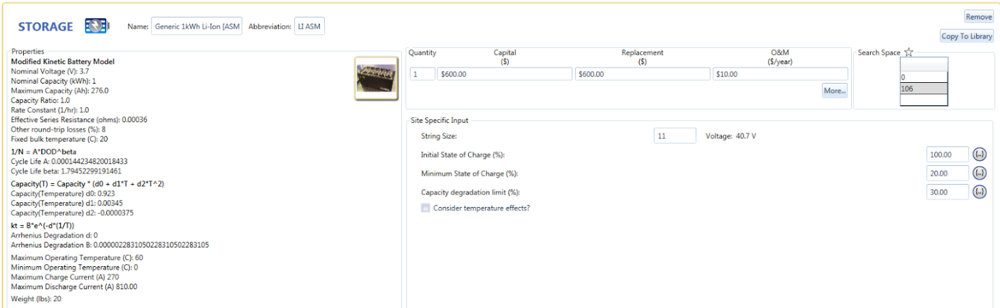 Remove
STORAGE Name: Generic 1kWh Li-Ion [ASM Abbreviation: LI ASM
Copy To Library
Properties
Modified Kinetic Battery Model
Nominal Voltage (V): 3.7
Nominal Capacity (kWh): 1
Maximum Capacity (Ah): 276.0
Capacity Ratio: 1.0
Rate Constant (1/hr): 1.0
Effective Series Resistance (ohms): 0.00036
Other round-trip losses (%): 8
Fixed bulk temperature (C): 20
1/N = A*DOD^beta
Cycle Life A: 0.000144234820018433
Cycle Life beta: 1.79452299191461
Capacity(T) = Capacity * (d0 + d1*T + d2*T^2)
Capacity(Temperature) d0: 0.923
Capacity(Temperature) d1: 0.00345
Capacity(Temperature) d2: -0.0000375
kt = B*e^(-d*(1/T))
Arrhenius Degradation d: 0
Arrhenius Degradation B: 0.0000022831050228310502283105
Maximum Operating Temperature (C): 60
Minimum Operating Temperature (C): 0
Maximum Charge Current (A) 270
Maximum Discharge Current (A) 810.00
Weight (lbs): 20
Quantity Capital Replacement O&M
($) ($) ($/year)
1 $600.00 $600.00 $10.00
More...
Search Space
0
106
Site Specific Input
String Size: 11 Voltage: 40.7 V
Initial State of Charge (%): 100.00 {..}
Minimum State of Charge (%): 20.00 {..}
Capacity degradation limit (%): 30.00 {..}
Consider temperature effects?